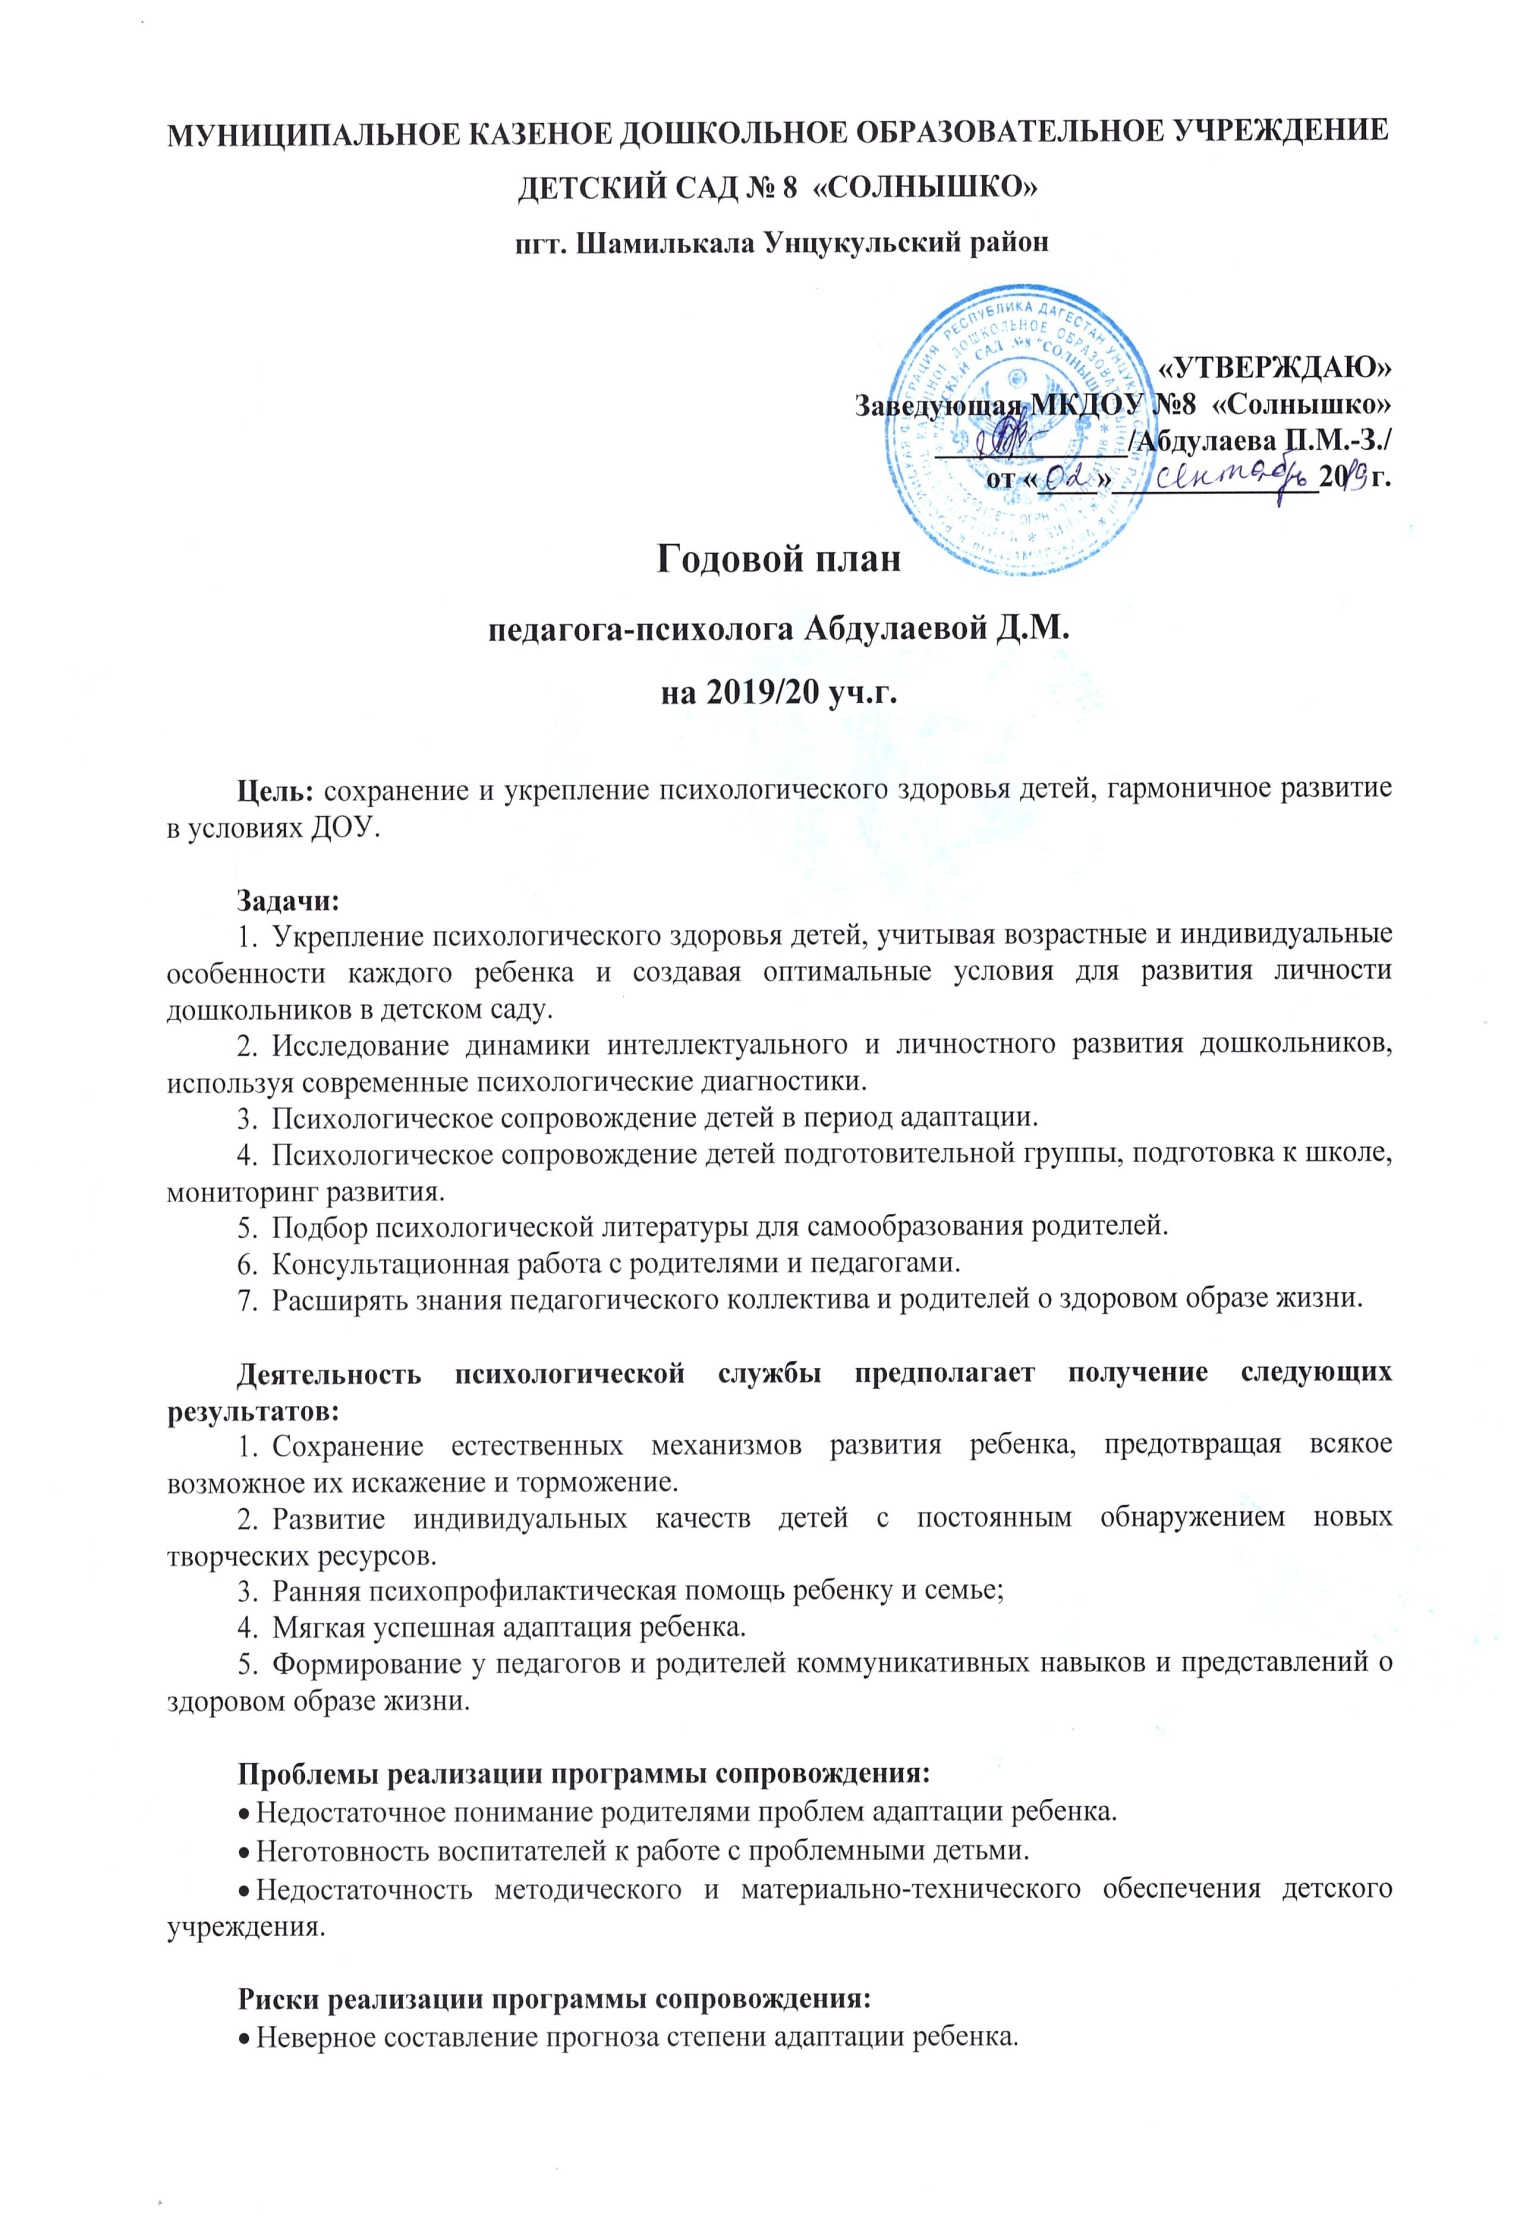 МУНИЦИПАЛЬНОЕ КАЗЕНОЕ ДОШКОЛЬНОЕ ОБРАЗОВАТЕЛЬНОЕ УЧРЕЖДЕНИЕ
ДЕТСКИЙ САД № 8 «СОЛНЫШКО»
пгт. Шамилькала Унцукульский район
РЕСПУБЛИКА ДАГЕСТАН
ДОШКОЛЬНОЕ
САД №8 "СОЛНЫШКО
«УТВЕРЖДАЮ»
Заведующая МКДОУ №8 «Солнышко»
/Абдулаева П.М.-З./
от «02» сентябрь 2019 г.
Годовой план
педагога-психолога Абдулаевой Д.М.
на 2019/20 уч.г.
Цель: сохранение и укрепление психологического здоровья детей, гармоничное развитие
в условиях ДОУ.
Задачи:
1. Укрепление психологического здоровья детей, учитывая возрастные и индивидуальные
особенности каждого ребенка и создавая оптимальные условия для развития личности
дошкольников в детском саду.
2. Исследование динамики интеллектуального и личностного развития дошкольников,
используя современные психологические диагностики.
3. Психологическое сопровождение детей в период адаптации.
4. Психологическое сопровождение детей подготовительной группы, подготовка к школе,
мониторинг развития.
5. Подбор психологической литературы для самообразования родителей.
6. Консультационная работа с родителями и педагогами.
7. Расширять знания педагогического коллектива и родителей о здоровом образе жизни.
Деятельность психологической службы предполагает получение следующих
результатов:
1. Сохранение естественных механизмов развития ребенка, предотвращая всякое
возможное их искажение и торможение.
2. Развитие индивидуальных качеств детей с постоянным обнаружением новых
творческих ресурсов.
3. Ранняя психопрофилактическая помощь ребенку и семье;
4. Мягкая успешная адаптация ребенка.
5. Формирование у педагогов и родителей коммуникативных навыков и представлений о
здоровом образе жизни.
Проблемы реализации программы сопровождения:
• Недостаточное понимание родителями проблем адаптации ребенка.
• Неготовность воспитателей к работе с проблемными детьми.
• Недостаточность методического и материально-технического обеспечения детского
учреждения.
Риски реализации программы сопровождения:
• Неверное составление прогноза степени адаптации ребенка.